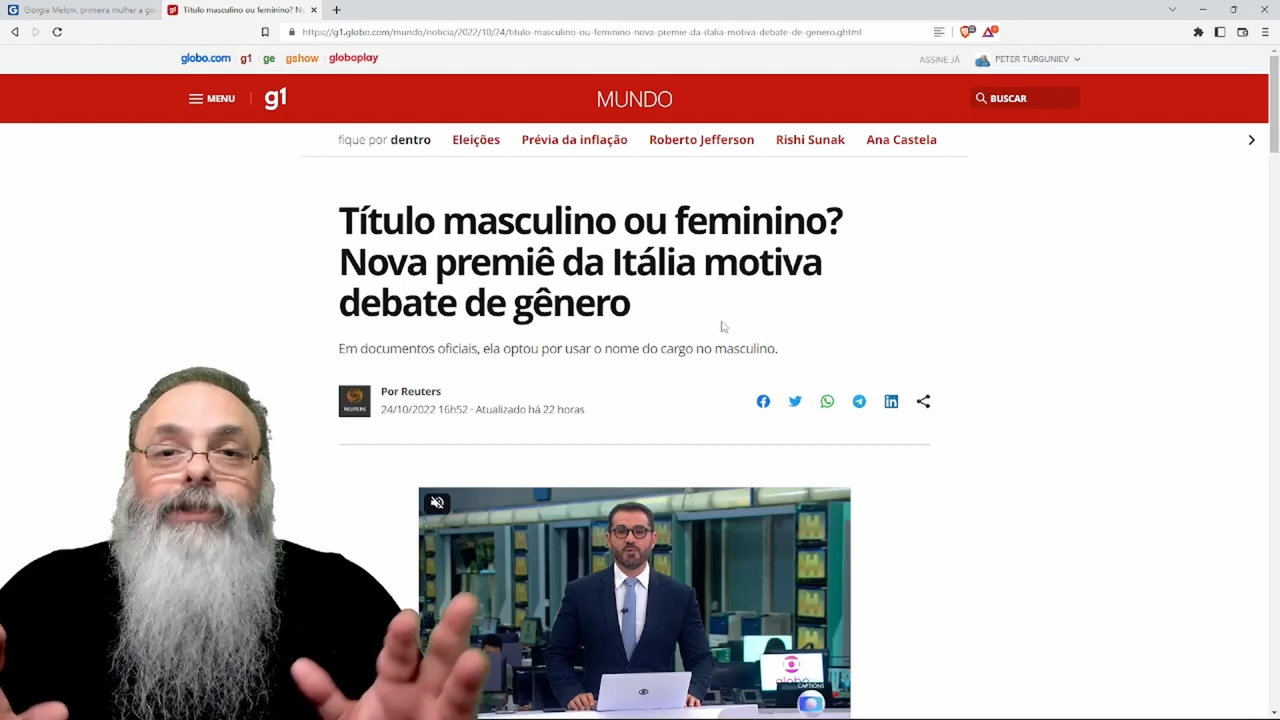 Giorgia Meloni, primeira mulher a go
Título masculino ou feminino? No
https://g1.globo.com/mundo/noticia/2022/10/24/titulo-masculino-ou-feminino-nova-premie-da-italia-motiva-debate-de-genero.ghtml
globo.com g1 ge gshow globoplay
ASSINE JÁ
PETER TURGUNIEV
MENU
g1
MUNDO
BUSCAR
fique por dentro
Eleições
Prévia da inflação
Roberto Jefferson
Rishi Sunak
Ana Castela
Título masculino ou feminino?
Nova premiê da Itália motiva
debate de gênero
Em documentos oficiais, ela optou por usar o nome do cargo no masculino.
REUTERS
Por Reuters
24/10/2022 16h52 · Atualizado há 22 horas
globo
CAPTIONS